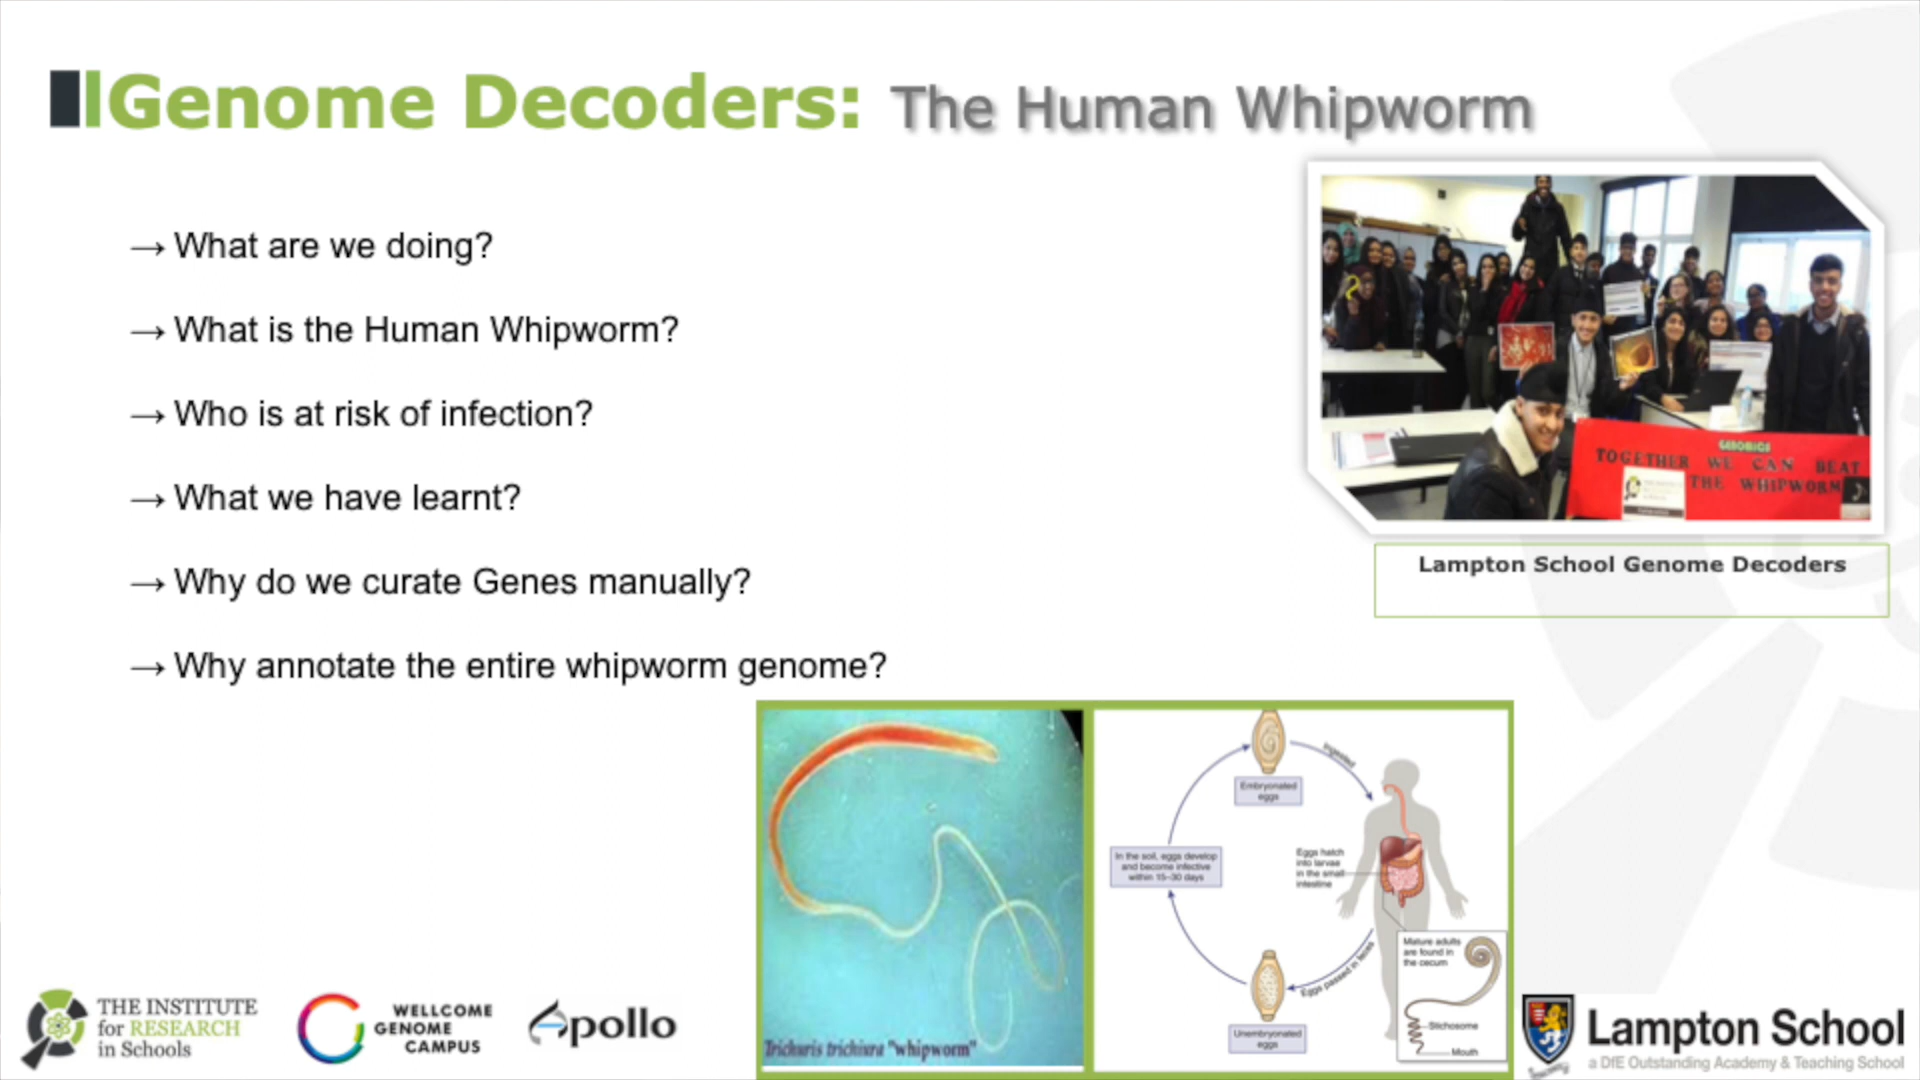 Genome Decoders: The Human Whipworm
→ What are we doing?
→ What is the Human Whipworm?
→ Who is at risk of infection?
→ What we have learnt?
→ Why do we curate Genes manually?
→ Why annotate the entire whipworm genome?
GENOMICS
TOGETHER WE CAN BEAT
THE WHIPWORM
Lampton School Genome Decoders
Trichuris trichiura "whipworm"
Embryonated
eggs
Ingested
In the soil, eggs develop
and become infective
within 15–30 days
Eggs hatch
into larvae
in the small
intestine
Mature adults
are found in
the cecum
Stichosome
Mouth
Eggs passed in feces
Unembryonated
eggs
THE INSTITUTE
for RESEARCH
in Schools
WELLCOME
GENOME
CAMPUS
Apollo
Lampton School
a DfE Outstanding Academy & Teaching School